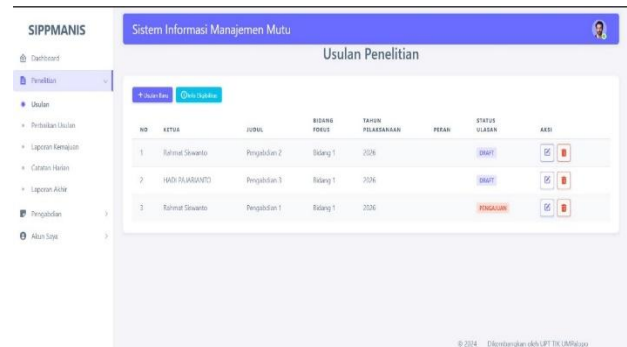 SIPPMANIS
Sistem Informasi Manajemen Mutu
Dashboard
Penelitian
Usulan
Perbaikan Usulan
Laporan Kemajuan
Catatan Harian
Laporan Akhir
Pengabdian
Akun Saya
Usulan Penelitian
+ Usulan Baru
NO KETUA JUDUL BIDANG FOKUS TAHUN PELAKSANAAN PERAN STATUS ULASAN AKSI
1 Rahmat Siswanto Pengabdian 2 Bidang 1 2026 DRAFT
2 HADI Pengabdian 3 Bidang 1 2026 DRAFT
3 Rahmat Siswanto Pengabdian 1 Bidang 1 2026 PENGAJUAN
© 2024 Dikembangkan oleh UPT TIK